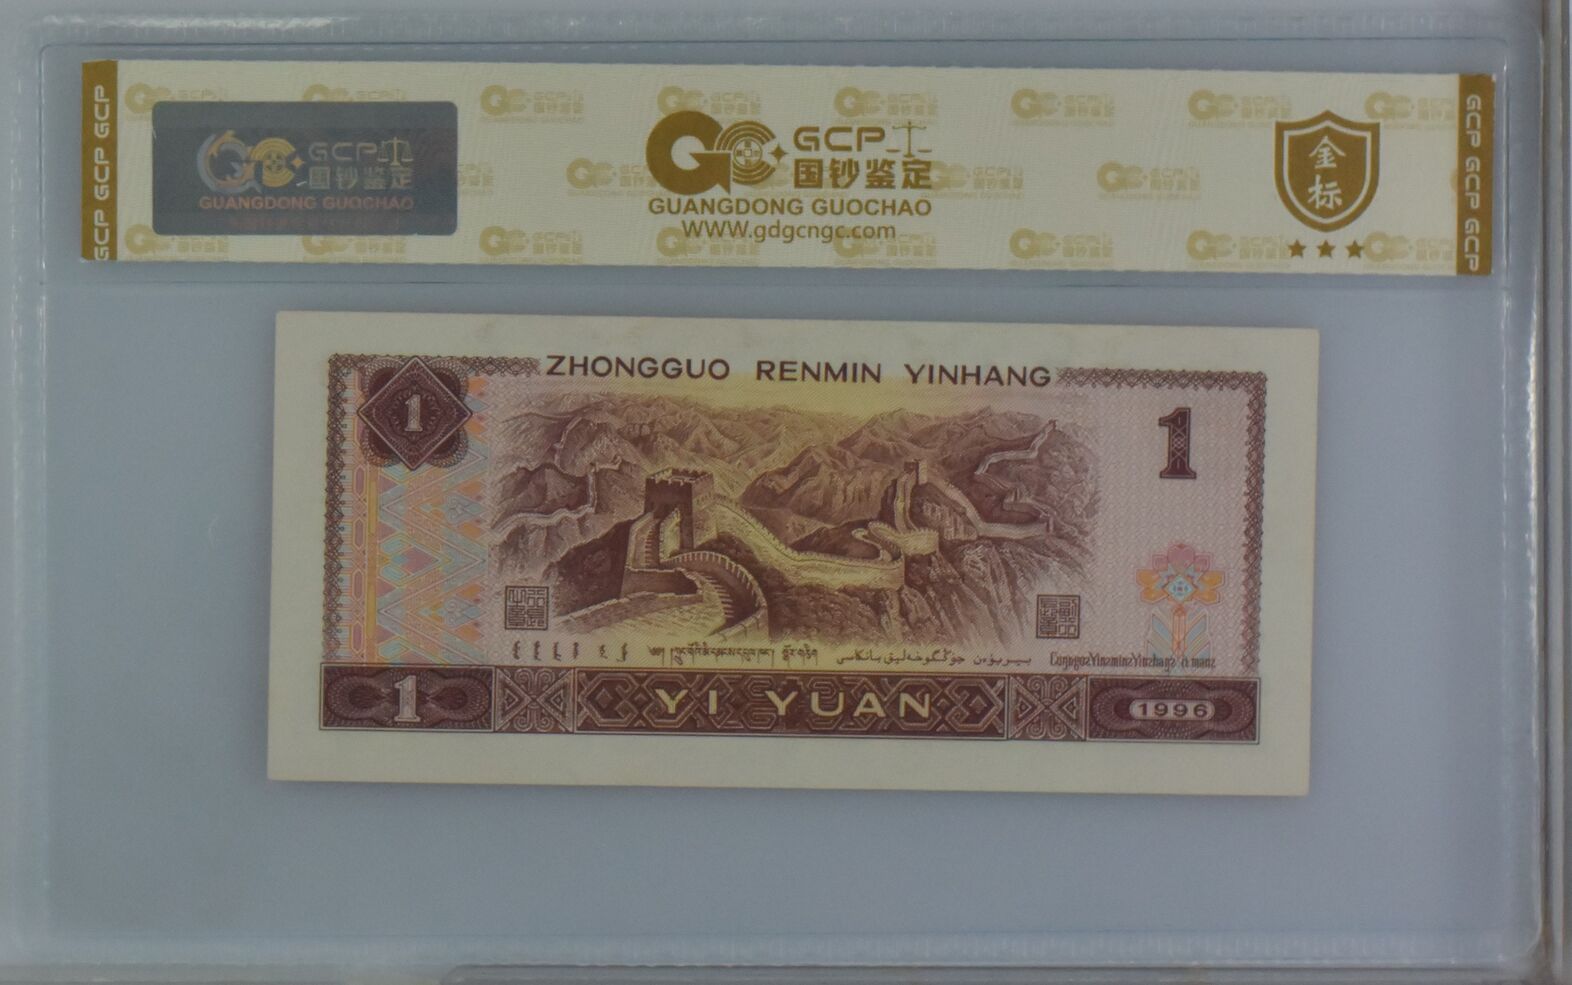 GCP GCP GCP
GCP
国钞鉴定
GUANGDONG GUOCHAO
GCP
国钞鉴定
GUANGDONG GUOCHAO
WWW.gdgcngc.com
金
标
GCP GCP GCP
ZHONGGUO RENMIN YINHANG
1
1
1
YI YUAN
1996